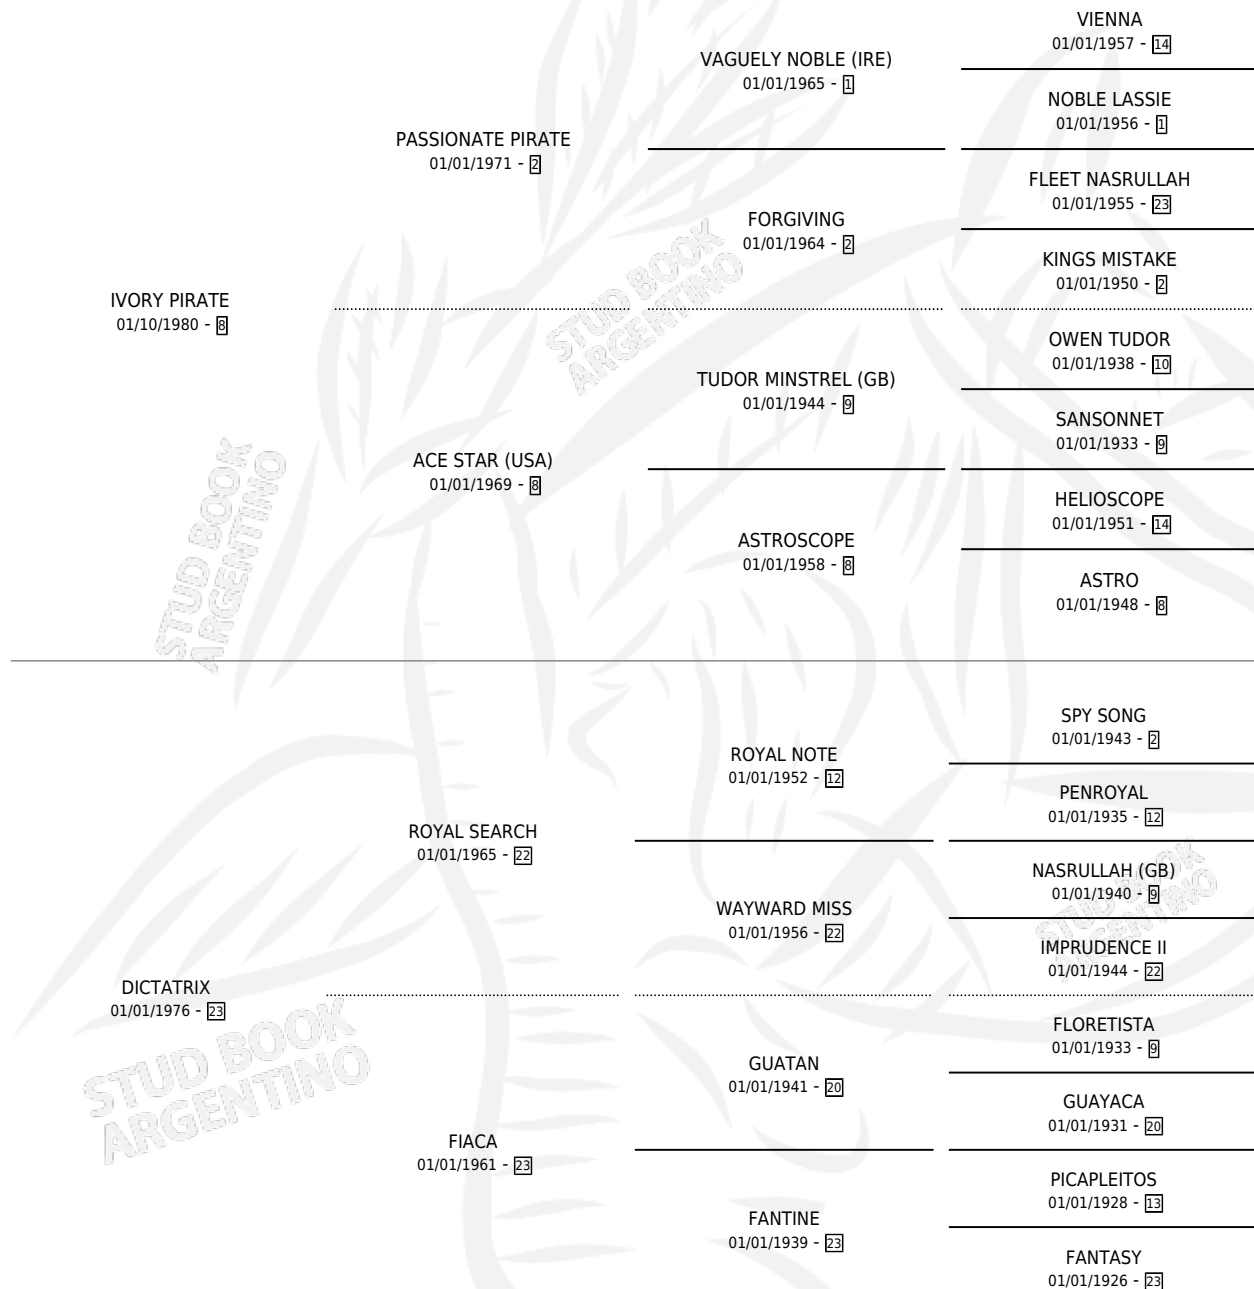 VIENNA
01/01/1957 - 14
VAGUELY NOBLE (IRE)
01/01/1965 - 1
NOBLE LASSIE
01/01/1956 - 1
PASSIONATE PIRATE
01/01/1971 - 2
FLEET NASRULLAH
01/01/1955 - 23
FORGIVING
01/01/1964 - 2
KINGS MISTAKE
01/01/1950 - 2
IVORY PIRATE
01/10/1980 - 8
OWEN TUDOR
01/01/1938 - 10
TUDOR MINSTREL (GB)
01/01/1944 - 9
SANSONNET
01/01/1933 - 9
ACE STAR (USA)
01/01/1969 - 8
HELIOSCOPE
01/01/1951 - 14
ASTROSCOPE
01/01/1958 - 8
ASTRO
01/01/1948 - 8
SPY SONG
01/01/1943 - 2
ROYAL NOTE
01/01/1952 - 12
PENROYAL
01/01/1935 - 12
ROYAL SEARCH
01/01/1965 - 22
NASRULLAH (GB)
01/01/1940 - 9
WAYWARD MISS
01/01/1956 - 22
IMPRUDENCE II
01/01/1944 - 22
DICTATRIX
01/01/1976 - 23
FLORETISTA
01/01/1933 - 9
GUATAN
01/01/1941 - 20
GUAYACA
01/01/1931 - 20
FIACA
01/01/1961 - 23
PICAPLEITOS
01/01/1928 - 13
FANTINE
01/01/1939 - 23
FANTASY
01/01/1926 - 23
STUD BOOK
ARGENTINO
STUD BOOK
ARGENTINO
STUD BOOK
ARGENTINO
STUD BOOK
ARGENTINO